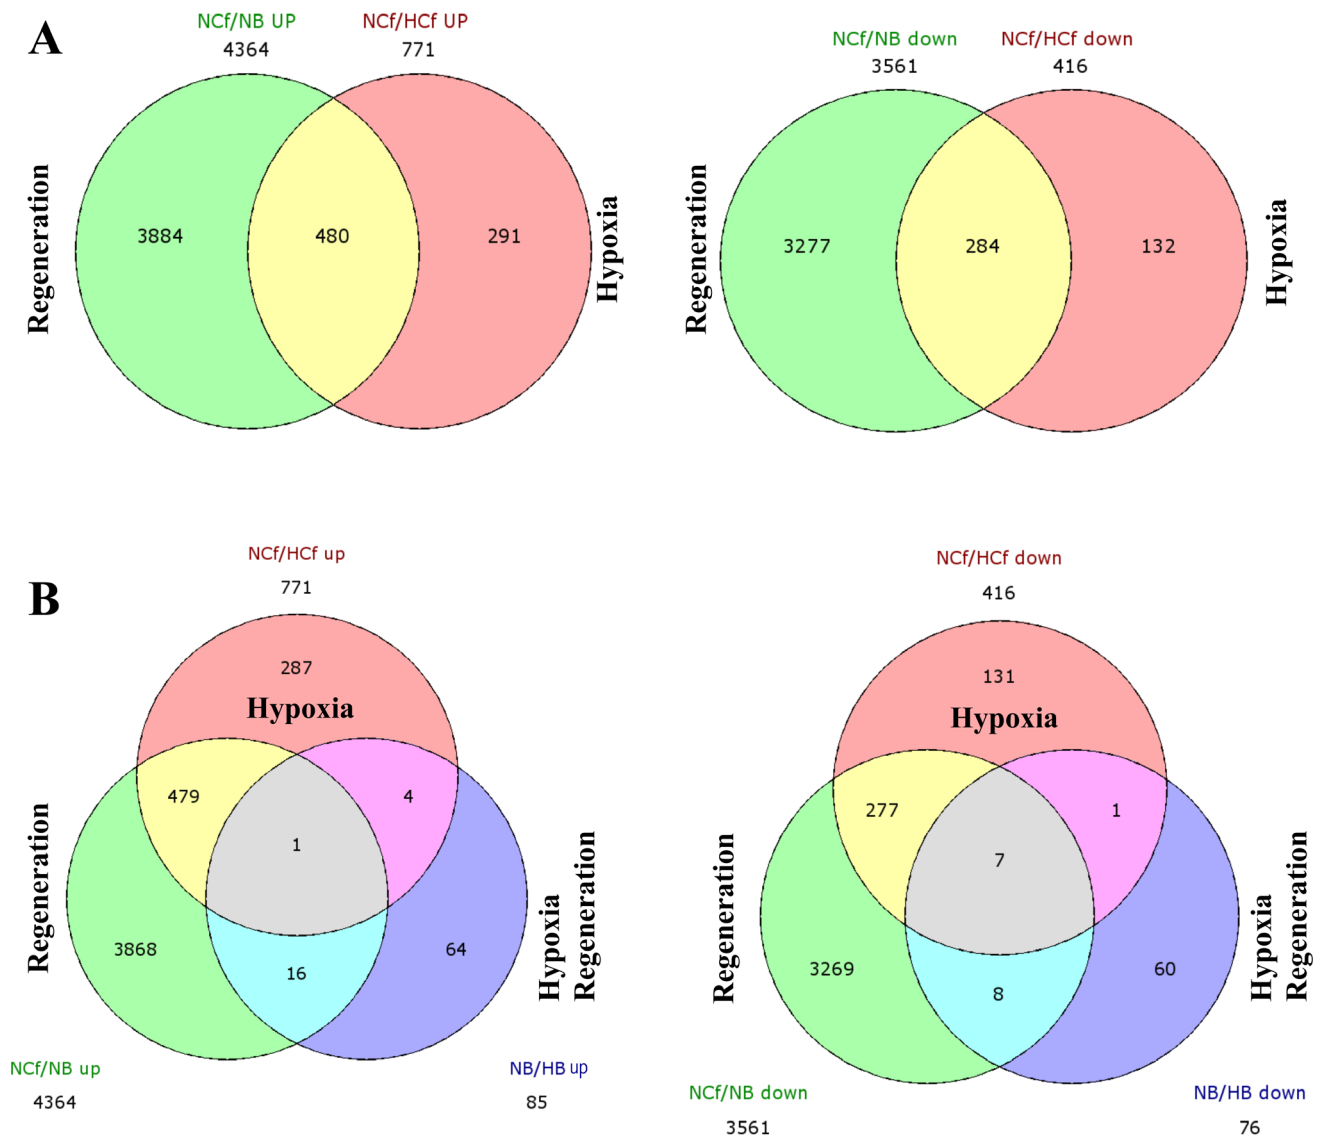 A
NCf/NB UP
4364
NCf/HCf UP
771
Regeneration
3884
480
291
Hypoxia
NCf/NB down
3561
NCf/HCf down
416
Regeneration
3277
284
132
Hypoxia
B
NCf/HCf up
771
287
Hypoxia
479
4
1
Regeneration
3868
16
64
Hypoxia
Regeneration
NCf/NB up
4364
NB/HB up
85
NCf/HCf down
416
131
Hypoxia
277
1
7
Regeneration
3269
8
60
Hypoxia
Regeneration
NCf/NB down
3561
NB/HB down
76